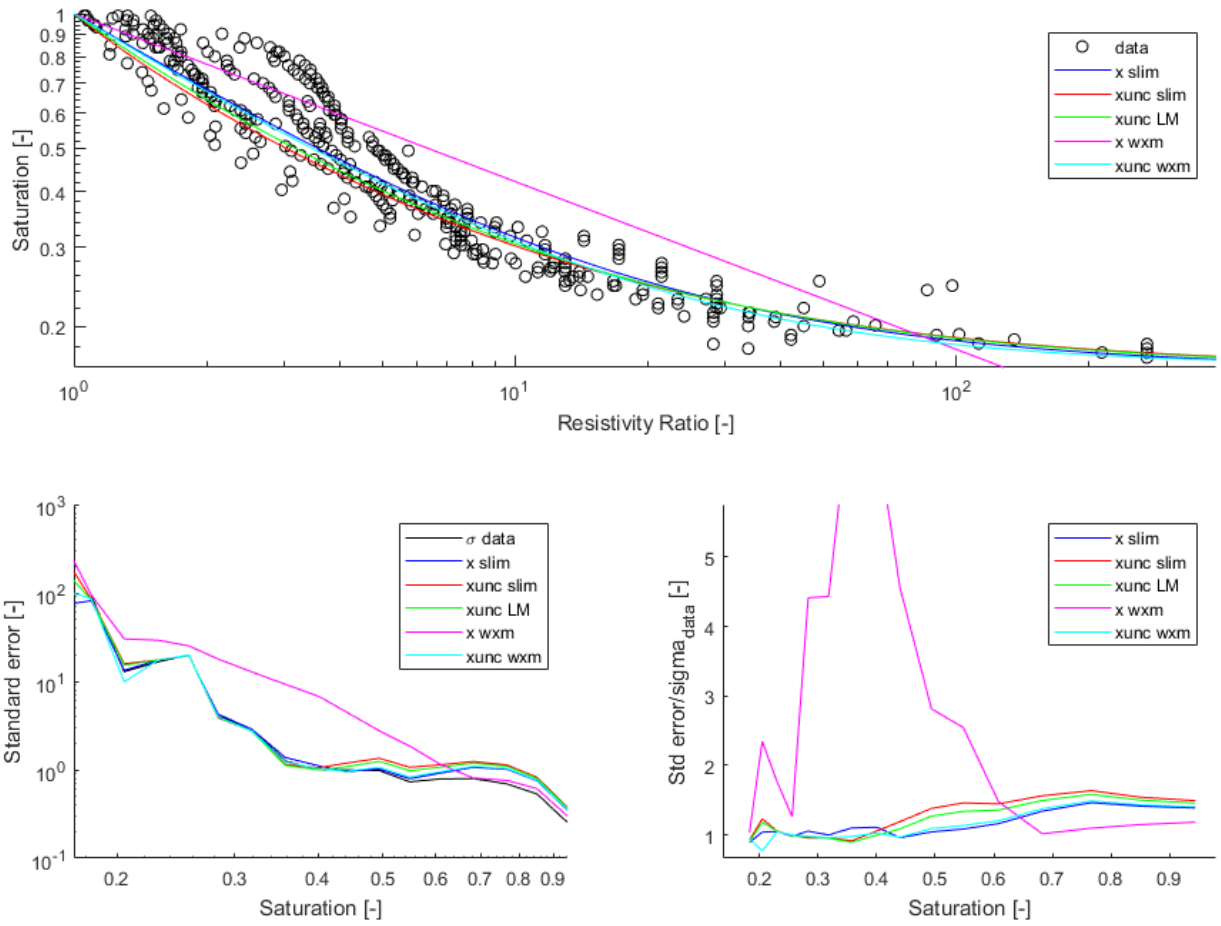 1
0.9
0.8
0.7
0.6
0.5
0.4
0.3
0.2
Saturation [-]
10^0
10^1
10^2
Resistivity Ratio [-]
data
x slim
xunc slim
xunc LM
x wxm
xunc wxm
10^3
10^2
10^1
10^0
10^-1
Standard error [-]
0.2
0.3
0.4
0.5
0.6
0.7
0.8
0.9
Saturation [-]
σ data
x slim
xunc slim
xunc LM
x wxm
xunc wxm
5
4
3
2
1
Std error/sigma_data [-]
0.2
0.3
0.4
0.5
0.6
0.7
0.8
0.9
Saturation [-]
x slim
xunc slim
xunc LM
x wxm
xunc wxm